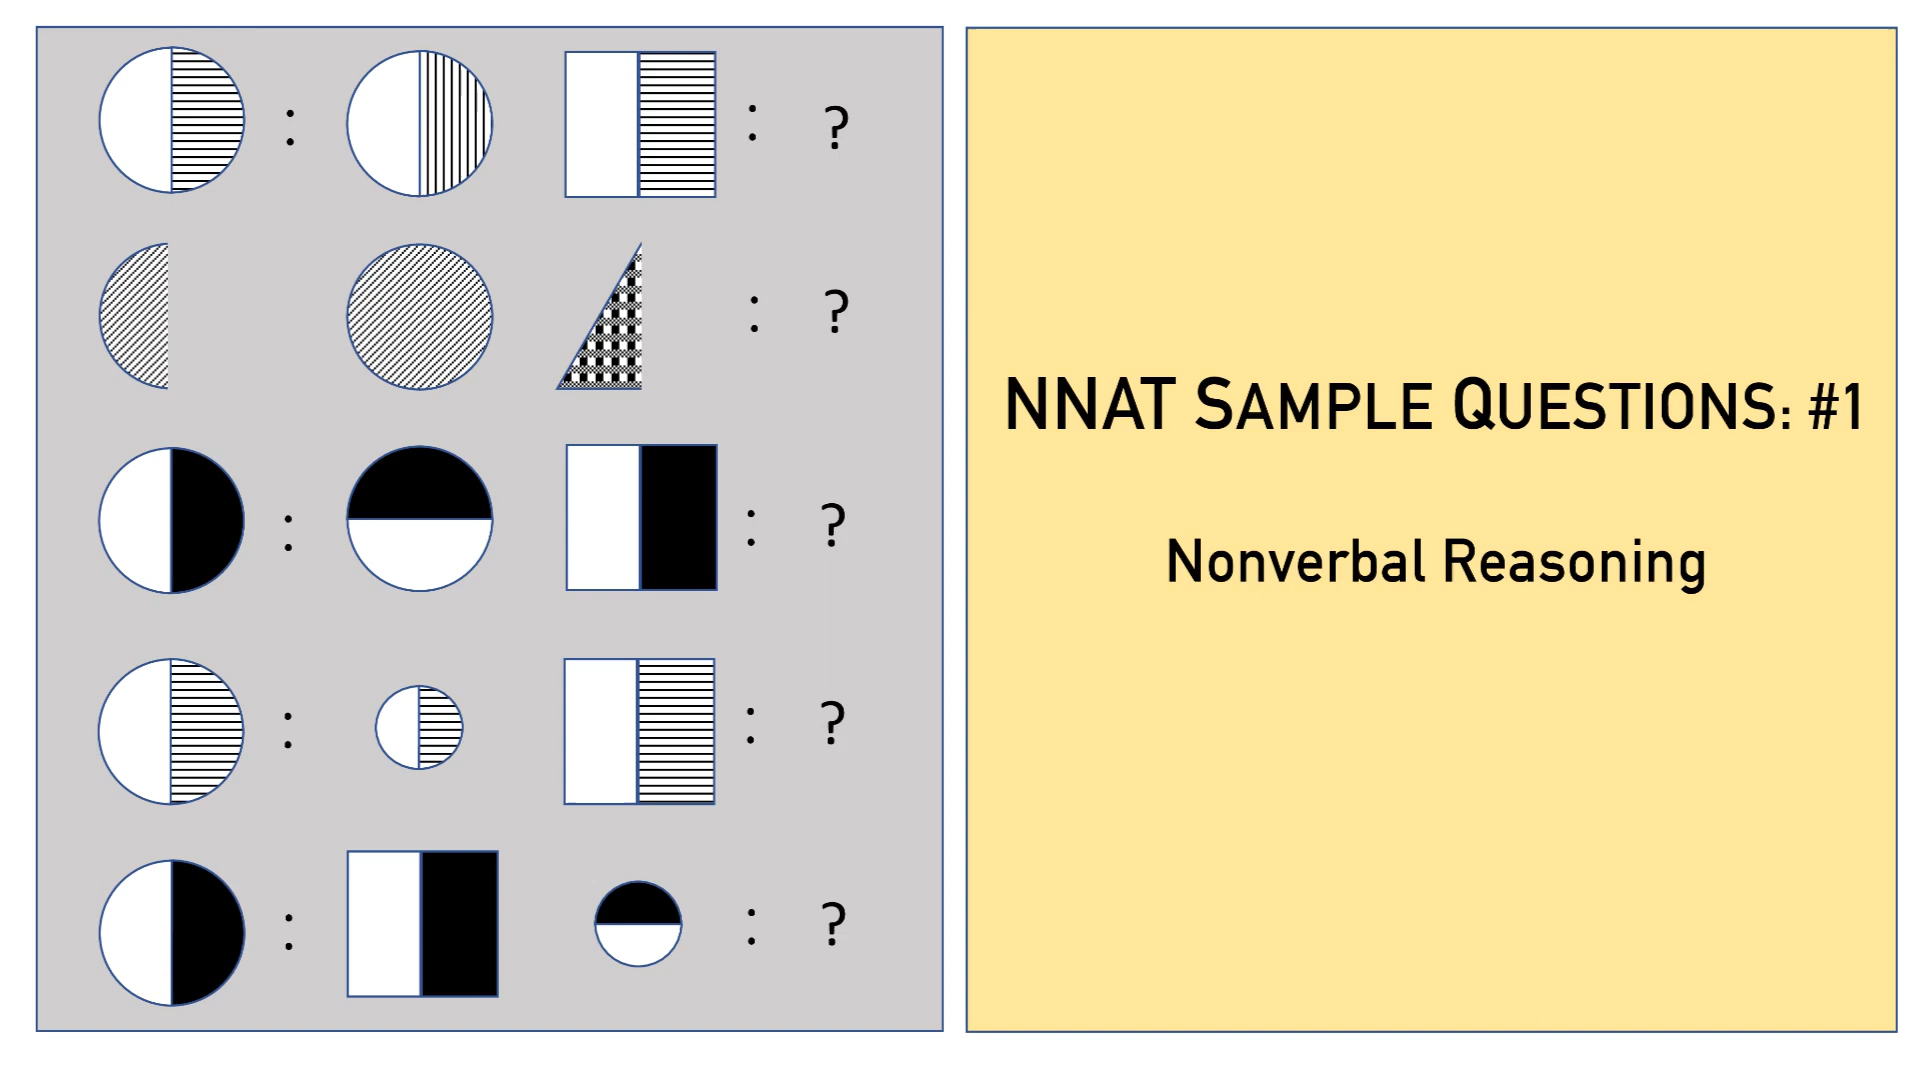 : : ?
: ?
: : ?
: : ?
: : ?
NNAT SAMPLE QUESTIONS: #1
Nonverbal Reasoning